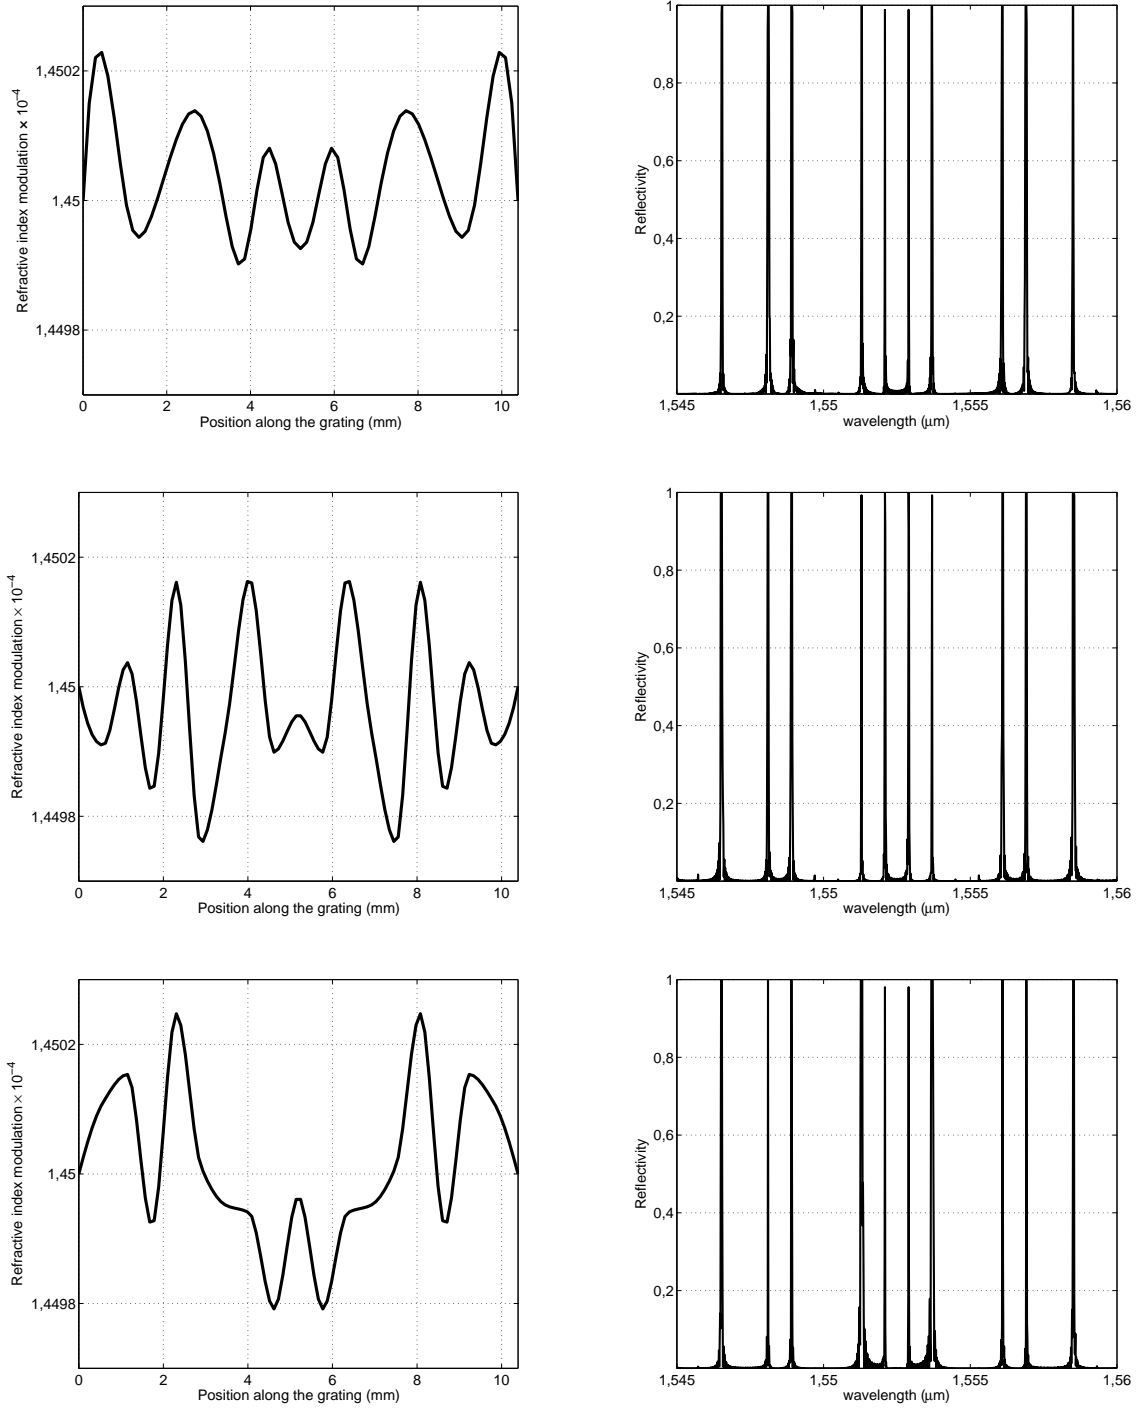 Refractive index modulation × 10⁻⁴
1,4502
1,45
1,4498
0 2 4 6 8 10
Position along the grating (mm)
Reflectivity
1
0,8
0,6
0,4
0,2
1,545 1,55 1,555 1,56
wavelength (μm)
Refractive index modulation × 10⁻⁴
1,4502
1,45
1,4498
0 2 4 6 8 10
Position along the grating (mm)
Reflectivity
1
0,8
0,6
0,4
0,2
1,545 1,55 1,555 1,56
wavelength (μm)
Refractive index modulation × 10⁻⁴
1,4502
1,45
1,4498
0 2 4 6 8 10
Position along the grating (mm)
Reflectivity
1
0,8
0,6
0,4
0,2
1,545 1,55 1,555 1,56
wavelength (μm)